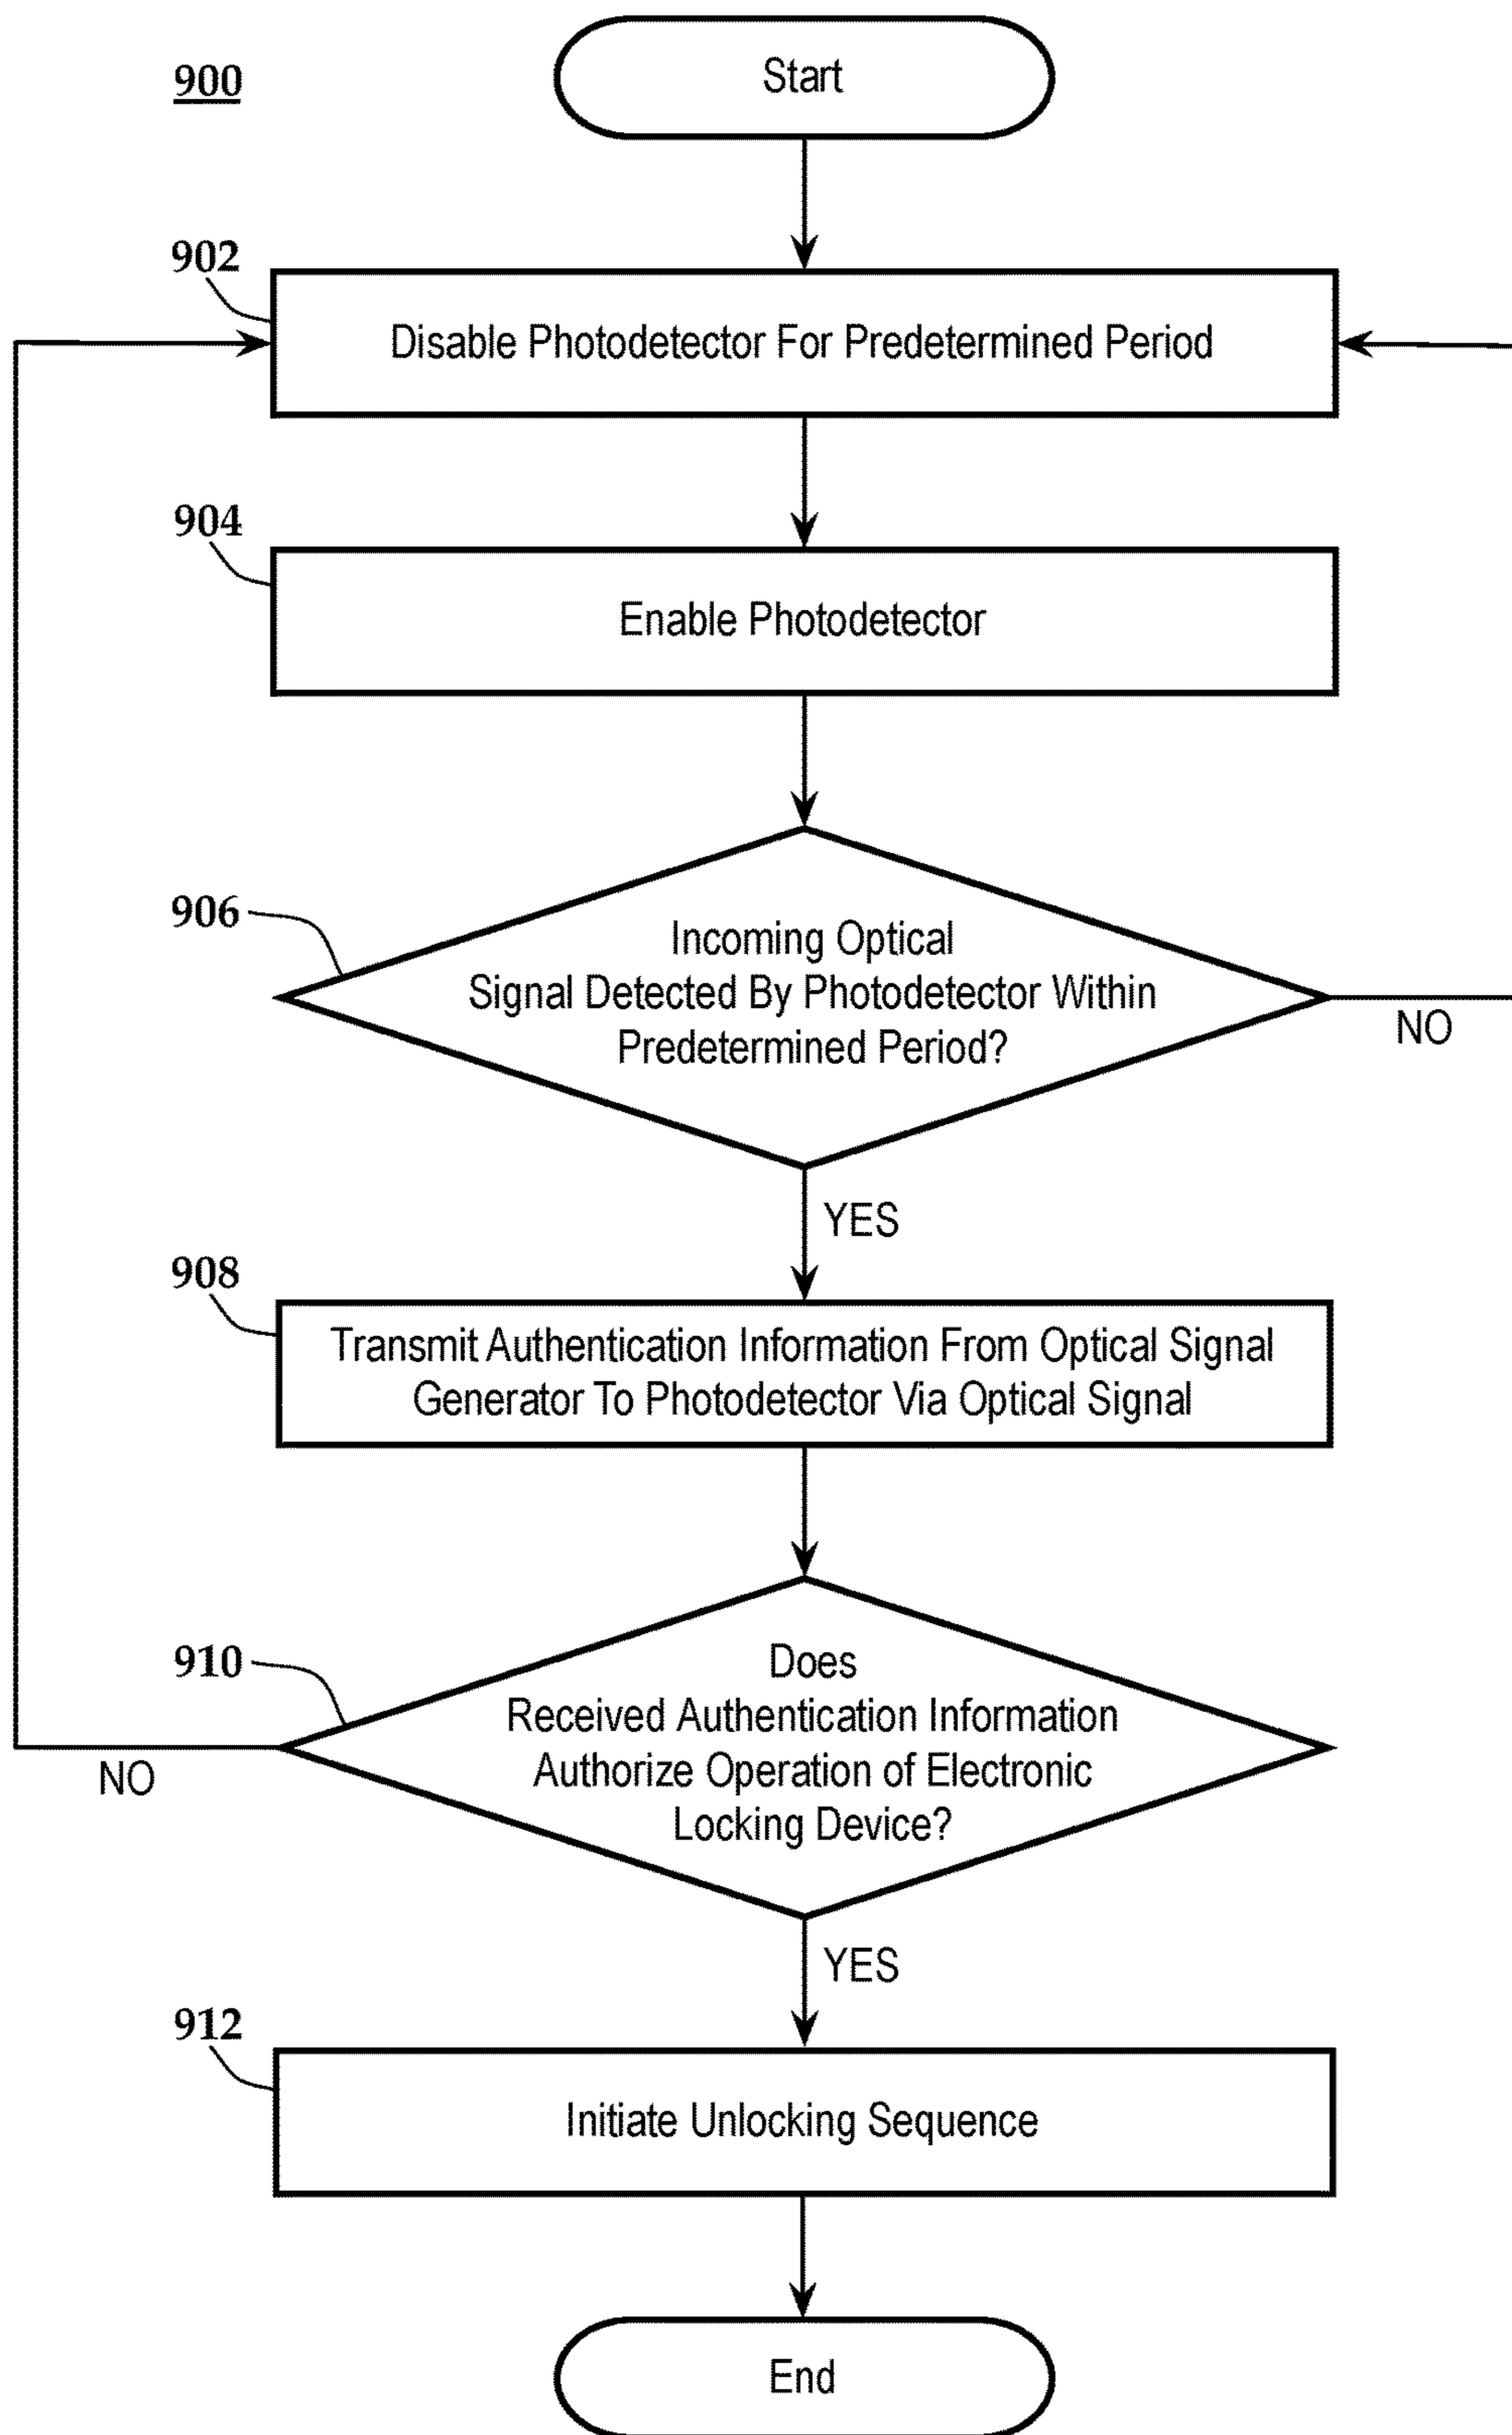 900
Start
902
Disable Photodetector For Predetermined Period
904
Enable Photodetector
906
Incoming Optical
Signal Detected By Photodetector Within
Predetermined Period?
NO
YES
908
Transmit Authentication Information From Optical Signal
Generator To Photodetector Via Optical Signal
910
Does
Received Authentication Information
Authorize Operation of Electronic
Locking Device?
NO
YES
912
Initiate Unlocking Sequence
End